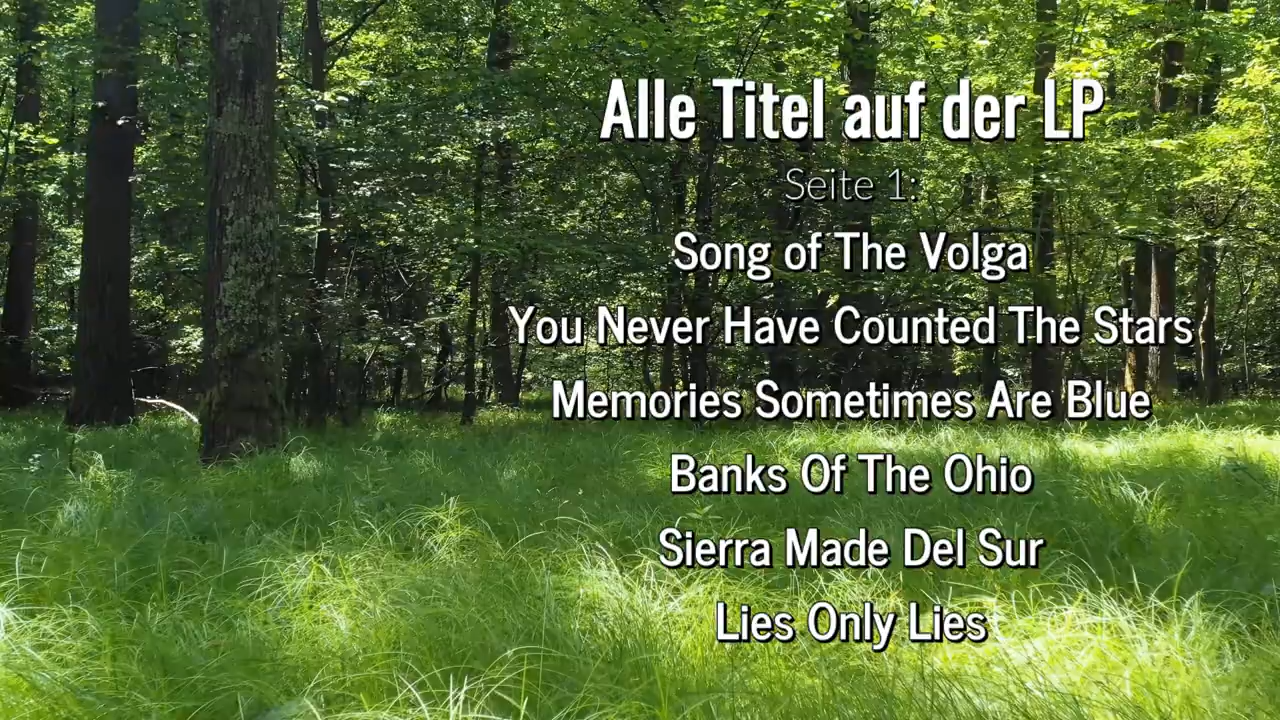 Alle Titel auf der LP
Seite 1:
Song of The Volga
You Never Have Counted The Stars
Memories Sometimes Are Blue
Banks Of The Ohio
Sierra Made Del Sur
Lies Only Lies